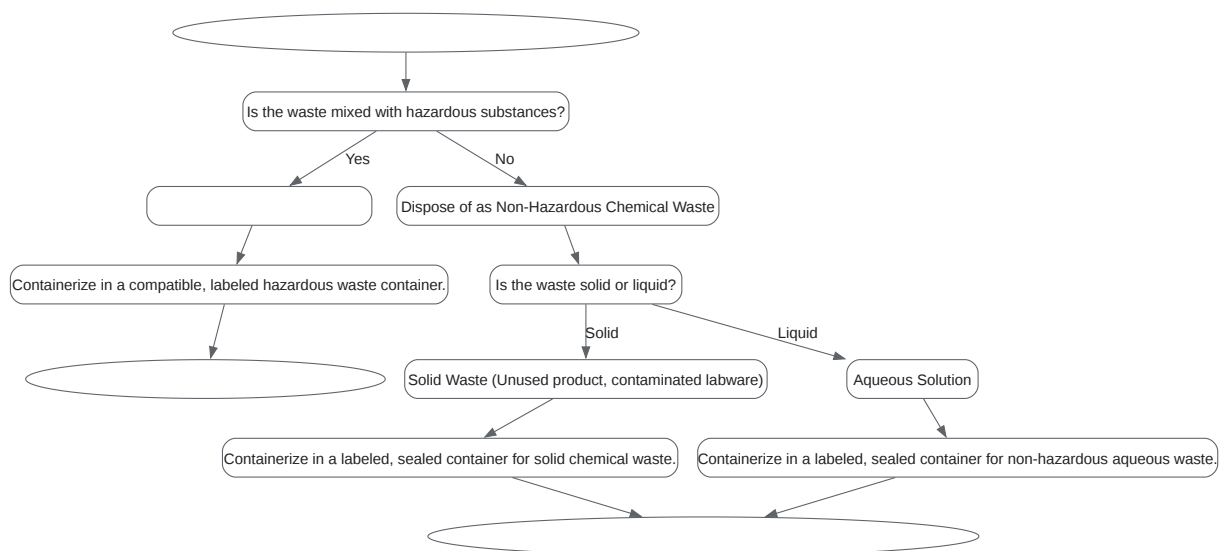 Is the waste mixed with hazardous substances?
Yes
No
Dispose of as Non-Hazardous Chemical Waste
Containerize in a compatible, labeled hazardous waste container.
Is the waste solid or liquid?
Solid
Liquid
Solid Waste (Unused product, contaminated labware)
Aqueous Solution
Containerize in a labeled, sealed container for solid chemical waste.
Containerize in a labeled, sealed container for non-hazardous aqueous waste.